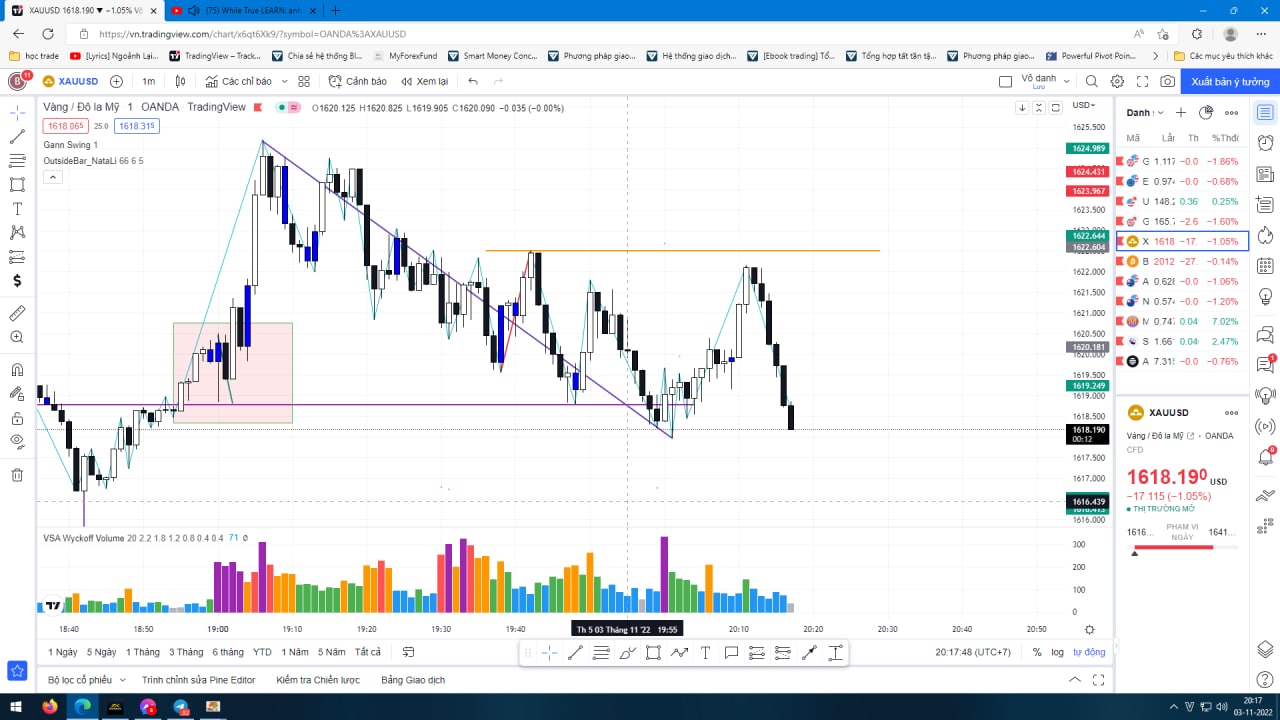 XAUUSD 1618.190 ▼ −1.05% Vô
(75) While True LEARN: anh
https://vn.tradingview.com/chart/x6qt6Xk9/?symbol=OANDA%3AXAUUSD
học trade
[Lyrics] Ngoảnh Lại...
TradingView – Track...
Chia sẻ hệ thống Bl...
MyForexFund
Smart Money Conc...
Phương pháp giao...
Hệ thống giao dịch...
[Ebook trading] Tổ...
Tổng hợp tất tần tậ...
Phương pháp giao...
Powerful Pivot Poin...
Các mục yêu thích khác
B 11
XAUUSD
1m
Các chỉ báo
Cảnh báo
Xem lại
Vô danh
Lưu
Xuất bản ý tưởng
Vàng / Đô la Mỹ · 1 · OANDA · TradingView
O1620.125 H1620.825 L1619.905 C1620.090 −0.035 (−0.00%)
1618.065 25.0 1618.315
Gann Swing 1
OutsideBar_NataLi 66 6 5
USD
1625.500
1624.989
1624.431
1623.967
1623.500
1622.644
1622.604
1622.000
1621.500
1621.000
1620.500
1620.181
1620.000
1619.500
1619.249
1619.000
1618.500
1618.190
00:12
1617.500
1617.000
1616.439
1616.000
VSA Wyckoff Volume 20 2.2 1.8 1.2 0.8 0.4 0.4 71 ∅
300
200
100
0
18:40
18:50
19:00
19:10
19:20
19:30
19:40
Th 5 03 Tháng 11 '22 19:55
20:10
20:20
20:30
20:40
20:50
1 Ngày
5 Ngày
1 Tháng
3 Tháng
6 tháng
YTD
1 Năm
5 Năm
Tất cả
20:17:48 (UTC+7)
%
log
tự động
Bộ lọc cổ phiếu
Trình chỉnh sửa Pine Editor
Kiểm tra Chiến lược
Bảng Giao dịch
Danh
Mã
Lần
Th
%Thđổ
G 1.117 −0.0 −1.86%
E 0.974 −0.0 −0.68%
U 148.2 0.36 0.25%
G 165.7 −2.6 −1.60%
X 1618 −17. −1.05%
B 2012 −27. −0.14%
A 0.628 −0.0 −1.06%
N 0.574 −0.0 −1.20%
M 0.747 0.04 7.02%
S 1.661 0.04 2.47%
A 7.315 −0.0 −0.76%
XAUUSD
Vàng / Đô la Mỹ · OANDA
CFD
1618.190 USD
−17.115 (−1.05%)
THỊ TRƯỜNG MỞ
1616...
PHẠM VI NGÀY
1641...
20:17
03-11-2022